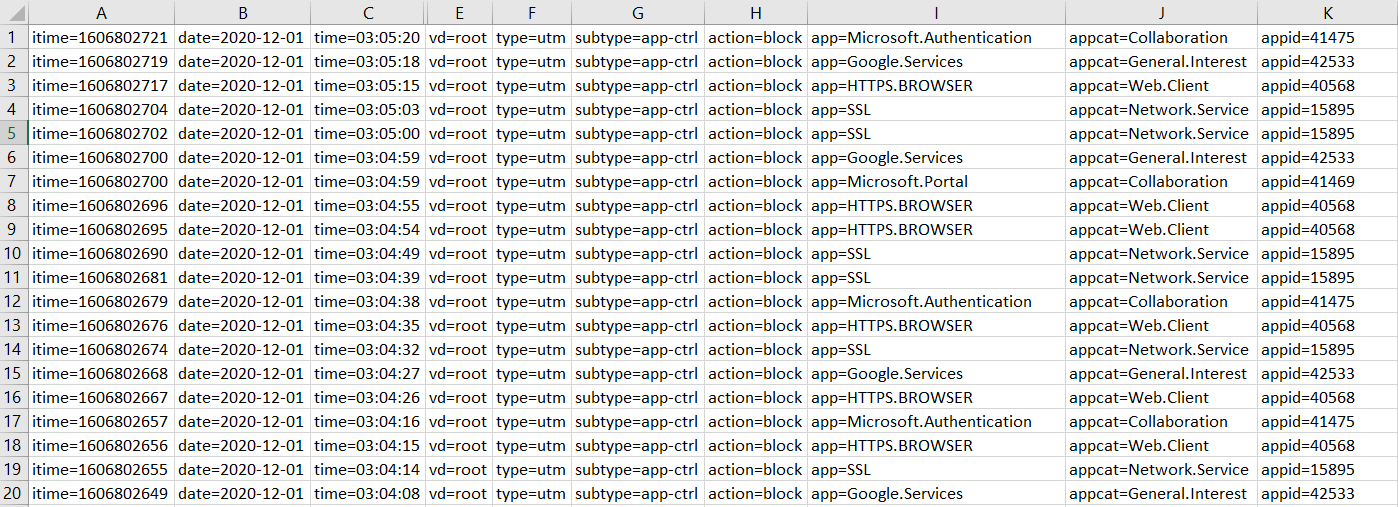 A B C E F G H I J K
1 itime=1606802721 date=2020-12-01 time=03:05:20 vd=root type=utm subtype=app-ctrl action=block app=Microsoft.Authentication appcat=Collaboration appid=41475
2 itime=1606802719 date=2020-12-01 time=03:05:18 vd=root type=utm subtype=app-ctrl action=block app=Google.Services appcat=General.Interest appid=42533
3 itime=1606802717 date=2020-12-01 time=03:05:15 vd=root type=utm subtype=app-ctrl action=block app=HTTPS.BROWSER appcat=Web.Client appid=40568
4 itime=1606802704 date=2020-12-01 time=03:05:03 vd=root type=utm subtype=app-ctrl action=block app=SSL appcat=Network.Service appid=15895
5 itime=1606802702 date=2020-12-01 time=03:05:00 vd=root type=utm subtype=app-ctrl action=block app=SSL appcat=Network.Service appid=15895
6 itime=1606802700 date=2020-12-01 time=03:04:59 vd=root type=utm subtype=app-ctrl action=block app=Google.Services appcat=General.Interest appid=42533
7 itime=1606802700 date=2020-12-01 time=03:04:59 vd=root type=utm subtype=app-ctrl action=block app=Microsoft.Portal appcat=Collaboration appid=41469
8 itime=1606802696 date=2020-12-01 time=03:04:55 vd=root type=utm subtype=app-ctrl action=block app=HTTPS.BROWSER appcat=Web.Client appid=40568
9 itime=1606802695 date=2020-12-01 time=03:04:54 vd=root type=utm subtype=app-ctrl action=block app=HTTPS.BROWSER appcat=Web.Client appid=40568
10 itime=1606802690 date=2020-12-01 time=03:04:49 vd=root type=utm subtype=app-ctrl action=block app=SSL appcat=Network.Service appid=15895
11 itime=1606802681 date=2020-12-01 time=03:04:39 vd=root type=utm subtype=app-ctrl action=block app=SSL appcat=Network.Service appid=15895
12 itime=1606802679 date=2020-12-01 time=03:04:38 vd=root type=utm subtype=app-ctrl action=block app=Microsoft.Authentication appcat=Collaboration appid=41475
13 itime=1606802676 date=2020-12-01 time=03:04:35 vd=root type=utm subtype=app-ctrl action=block app=HTTPS.BROWSER appcat=Web.Client appid=40568
14 itime=1606802674 date=2020-12-01 time=03:04:32 vd=root type=utm subtype=app-ctrl action=block app=SSL appcat=Network.Service appid=15895
15 itime=1606802668 date=2020-12-01 time=03:04:27 vd=root type=utm subtype=app-ctrl action=block app=Google.Services appcat=General.Interest appid=42533
16 itime=1606802667 date=2020-12-01 time=03:04:26 vd=root type=utm subtype=app-ctrl action=block app=HTTPS.BROWSER appcat=Web.Client appid=40568
17 itime=1606802657 date=2020-12-01 time=03:04:16 vd=root type=utm subtype=app-ctrl action=block app=Microsoft.Authentication appcat=Collaboration appid=41475
18 itime=1606802656 date=2020-12-01 time=03:04:15 vd=root type=utm subtype=app-ctrl action=block app=HTTPS.BROWSER appcat=Web.Client appid=40568
19 itime=1606802655 date=2020-12-01 time=03:04:14 vd=root type=utm subtype=app-ctrl action=block app=SSL appcat=Network.Service appid=15895
20 itime=1606802649 date=2020-12-01 time=03:04:08 vd=root type=utm subtype=app-ctrl action=block app=Google.Services appcat=General.Interest appid=42533